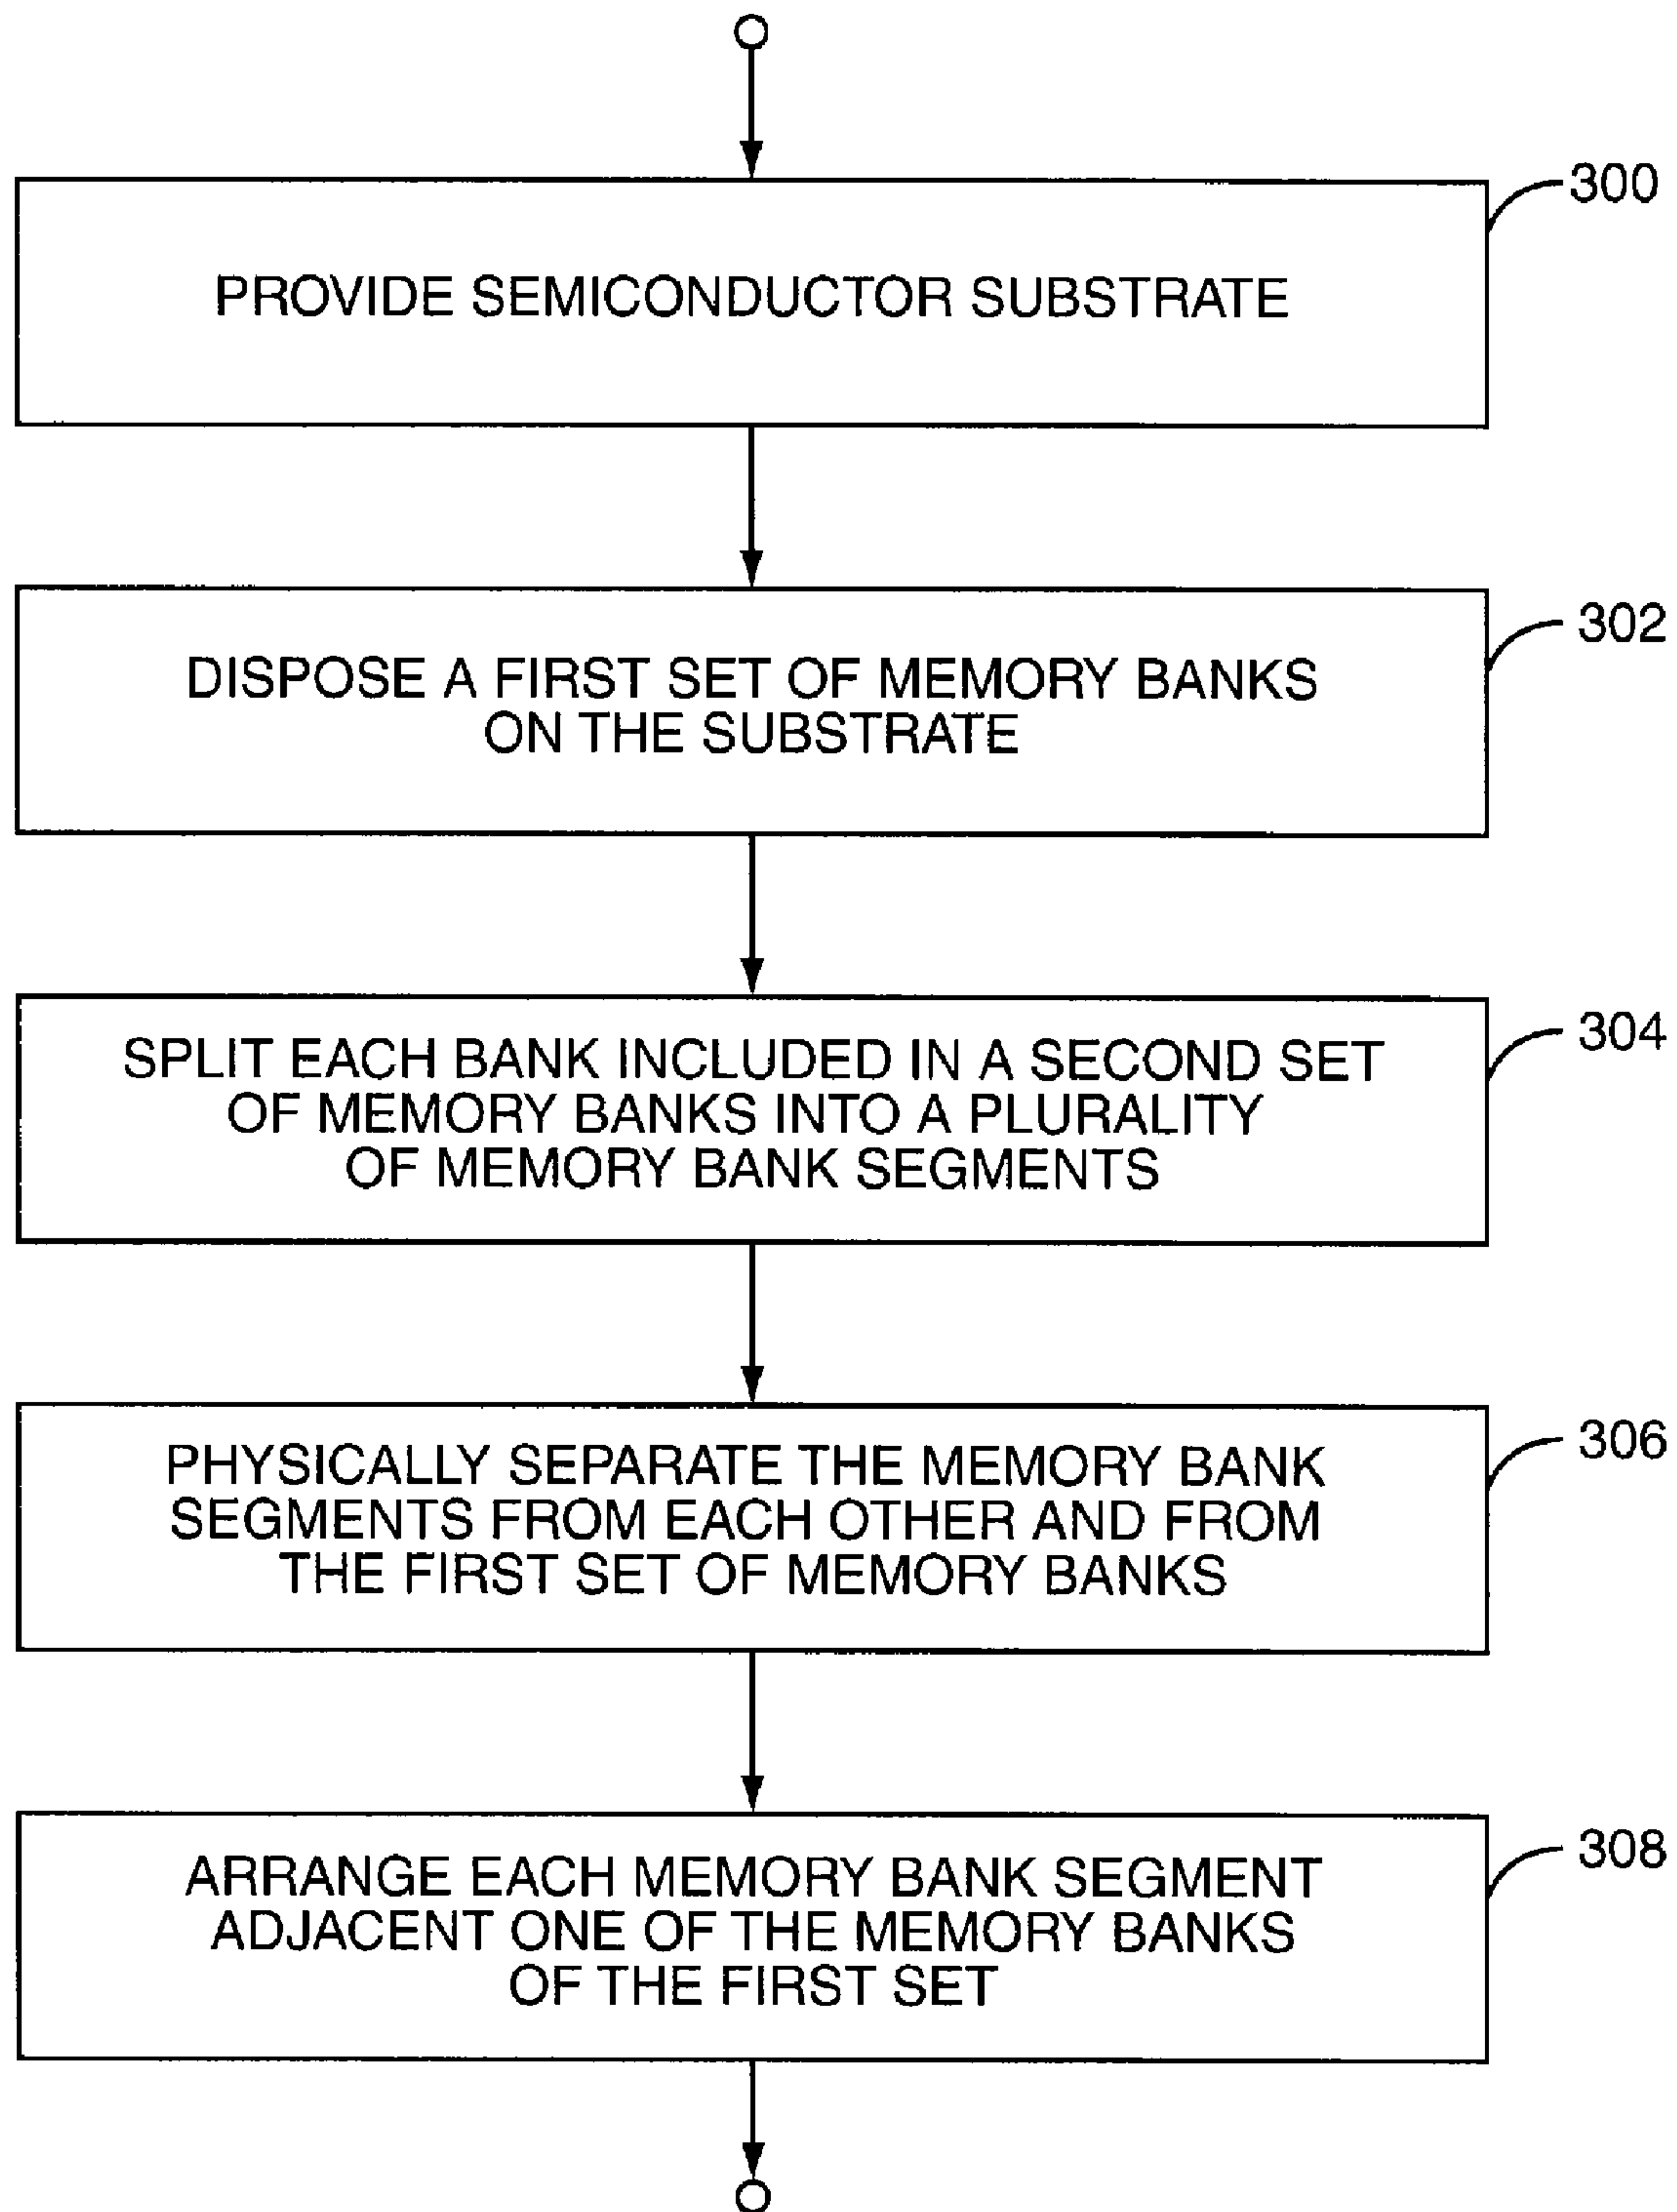 300
PROVIDE SEMICONDUCTOR SUBSTRATE
302
DISPOSE A FIRST SET OF MEMORY BANKS
ON THE SUBSTRATE
304
SPLIT EACH BANK INCLUDED IN A SECOND SET
OF MEMORY BANKS INTO A PLURALITY
OF MEMORY BANK SEGMENTS
306
PHYSICALLY SEPARATE THE MEMORY BANK
SEGMENTS FROM EACH OTHER AND FROM
THE FIRST SET OF MEMORY BANKS
308
ARRANGE EACH MEMORY BANK SEGMENT
ADJACENT ONE OF THE MEMORY BANKS
OF THE FIRST SET